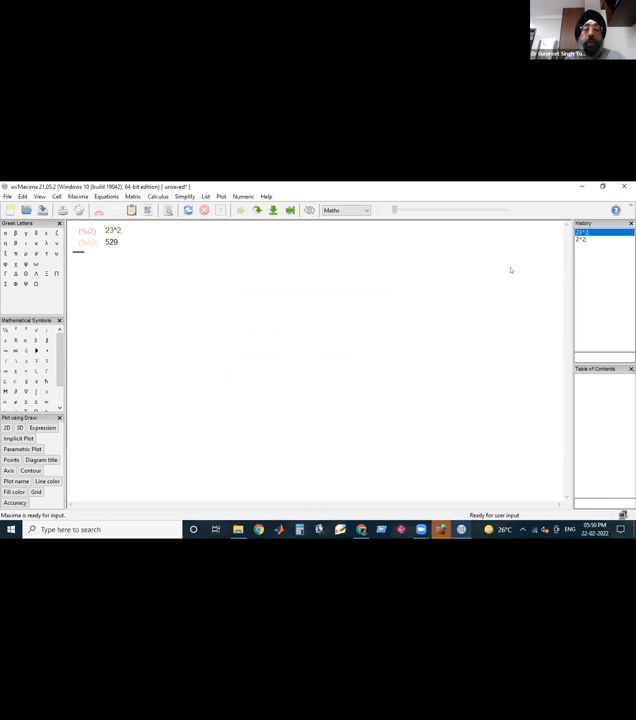 Dr Gurpreet Singh Tu...
wxMaxima 21.05.2 (Windows 10 (build 19042), 64-bit edition) [ unsaved* ]
File Edit View Cell Maxima Equations Matrix Calculus Simplify List Plot Numeric Help
Maths
Greek Letters
α β γ δ ε ζ
η θ ι κ λ ν
ξ π ρ σ τ υ
φ χ ψ ω
Γ Δ Θ Λ Ξ Π
Σ Φ Ψ Ω
Mathematical Symbols
Plot using Draw
2D 3D Expression
Implicit Plot
Parametric Plot
Points Diagram title
Axis Contour
Plot name Line color
Fill color Grid
Accuracy
(%i2) 23^2;
(%o2) 529
History
23^2;
2^2;
Table of Contents
Maxima is ready for input.
Ready for user input
Type here to search
26°C
ENG
05:50 PM
22-02-2022